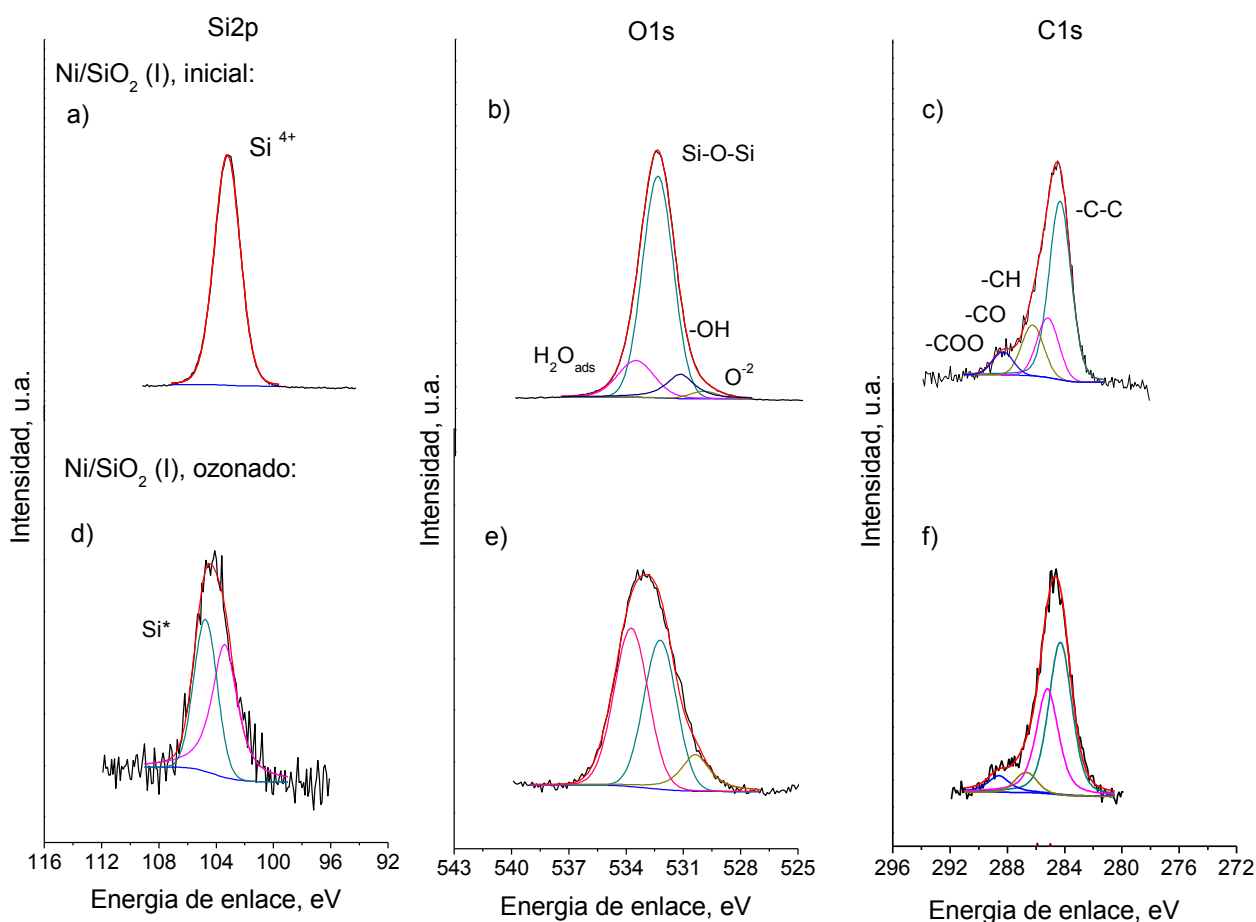 Si2p
O1s
C1s
Ni/SiO2 (I), inicial:
a)
b)
c)
Si 4+
Si-O-Si
-OH
H2Oads
O-2
-C-C
-CH
-CO
-COO
Intensidad, u.a.
Intensidad, u.a.
Intensidad, u.a.
Ni/SiO2 (I), ozonado:
d)
e)
f)
Si*
116 112 108 104 100 96 92
543 540 537 534 531 528 525
296 292 288 284 280 276 272
Energia de enlace, eV
Energia de enlace, eV
Energia de enlace, eV